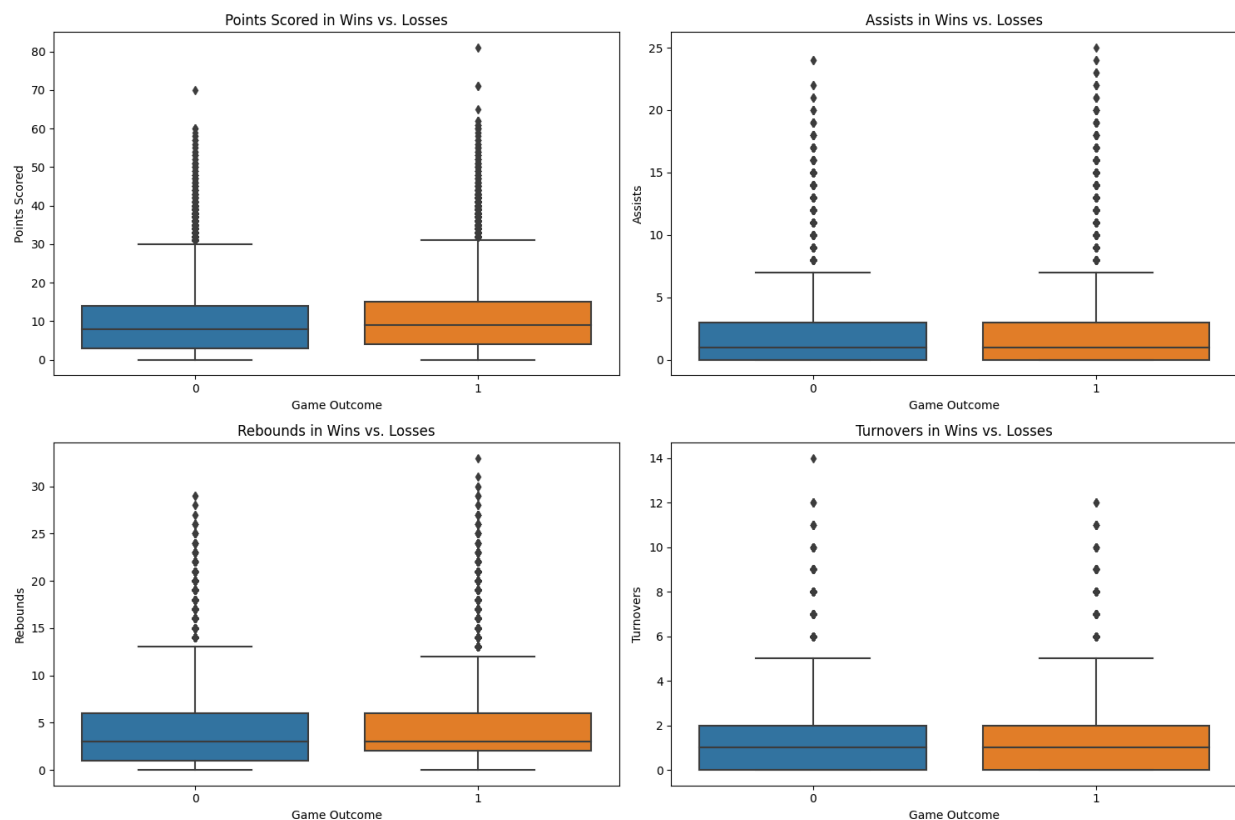 Points Scored in Wins vs. Losses
80
70
60
50
40
30
20
10
0
Points Scored
0 1
Game Outcome
Assists in Wins vs. Losses
25
20
15
10
5
0
Assists
0 1
Game Outcome
Rebounds in Wins vs. Losses
30
25
20
15
10
5
0
Rebounds
0 1
Game Outcome
Turnovers in Wins vs. Losses
14
12
10
8
6
4
2
0
Turnovers
0 1
Game Outcome